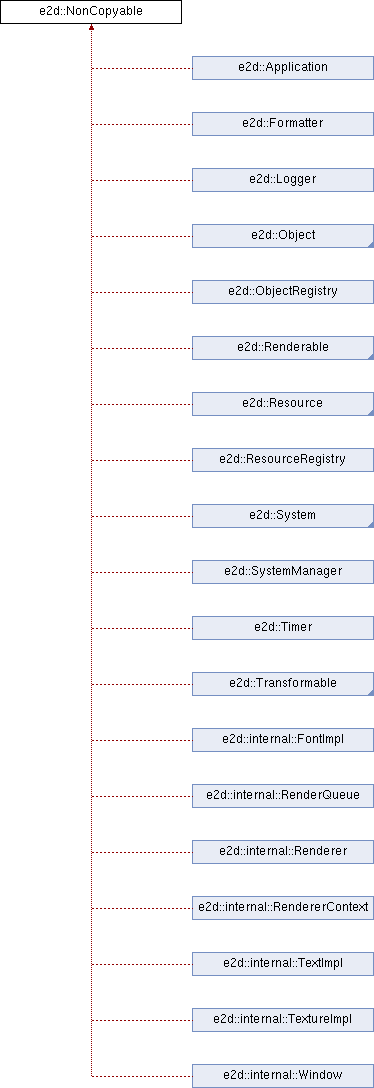 e2d::NonCopyable
e2d::Application
e2d::Formatter
e2d::Logger
e2d::Object
e2d::ObjectRegistry
e2d::Renderable
e2d::Resource
e2d::ResourceRegistry
e2d::System
e2d::SystemManager
e2d::Timer
e2d::Transformable
e2d::internal::FontImpl
e2d::internal::RenderQueue
e2d::internal::Renderer
e2d::internal::RendererContext
e2d::internal::TextImpl
e2d::internal::TextureImpl
e2d::internal::Window